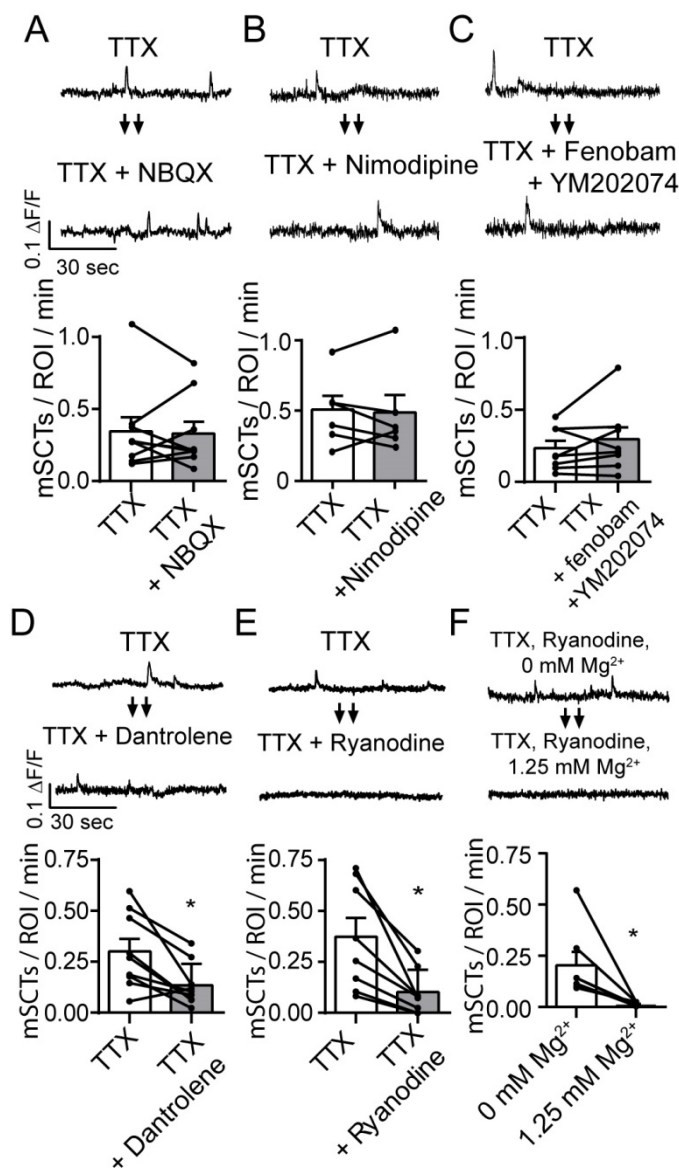 A
TTX
TTX + NBQX
0.1 ΔF/F
30 sec
mSCTs / ROI / min
1.0
0.5
0.0
TTX
TTX
+ NBQX
B
TTX
TTX + Nimodipine
mSCTs / ROI / min
1.0
0.5
0
TTX
TTX
+Nimodipine
C
TTX
TTX + Fenobam
+ YM202074
mSCTs / ROI / min
1.0
0.5
0
TTX
TTX
+ fenobam
+YM202074
D
TTX
TTX + Dantrolene
0.1 ΔF/F
30 sec
mSCTs / ROI / min
0.75
0.50
0.25
0.00
*
TTX
TTX
+ Dantrolene
E
TTX
TTX + Ryanodine
mSCTs / ROI / min
0.75
0.50
0.25
0.00
*
TTX
TTX
+ Ryanodine
F
TTX, Ryanodine,
0 mM Mg²⁺
TTX, Ryanodine,
1.25 mM Mg²⁺
mSCTs / ROI / min
0.75
0.50
0.25
0.00
*
0 mM Mg²⁺
1.25 mM Mg²⁺